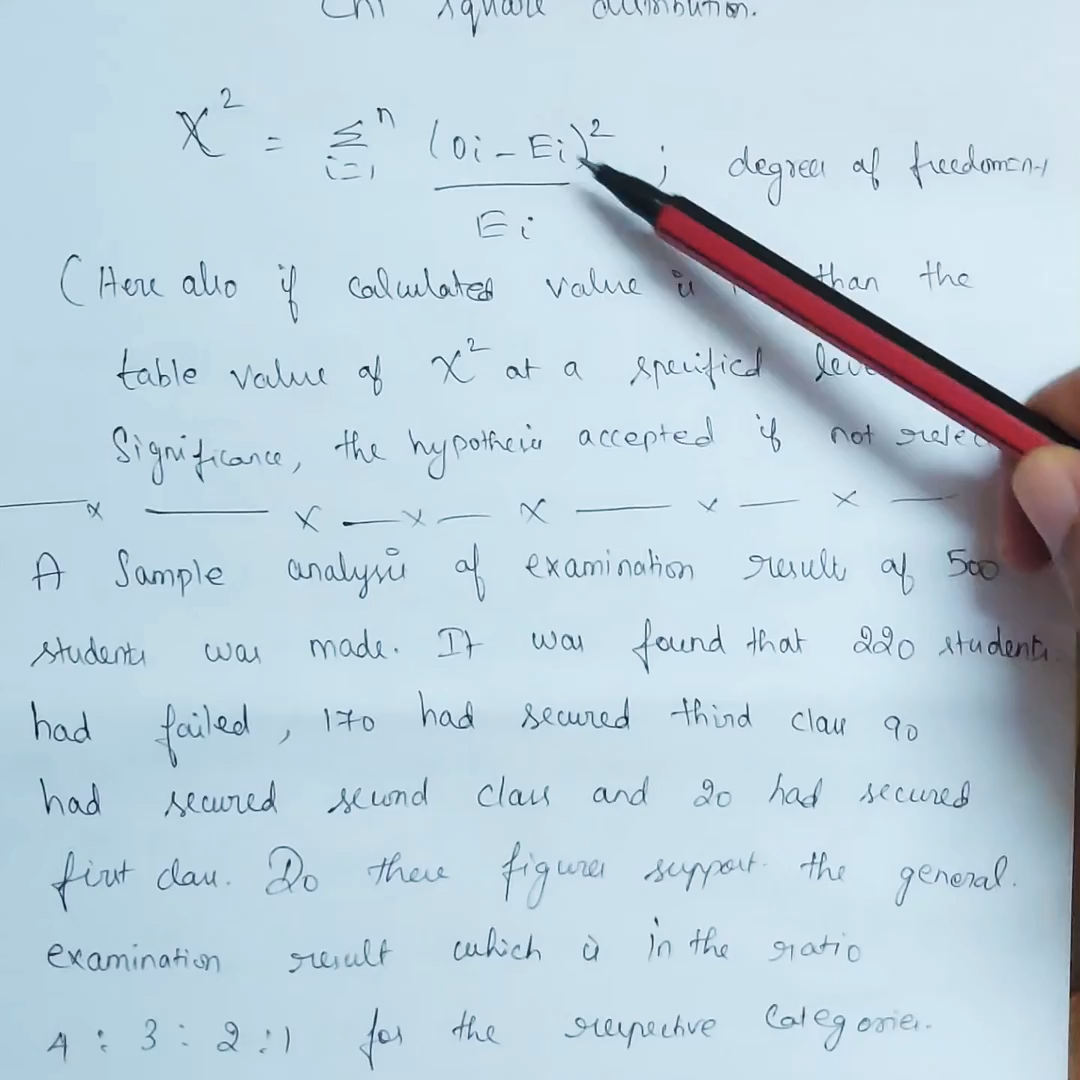 Chi square distribution.
χ² = Σⁿᵢ₌₁ (Oi - Ei)² / Ei ; degree of freedom=n-1
(Here also if calculated value is than the
table value of χ² at a specified
Significance, the hypothesis accepted if not
A Sample analysis of examination result of 500
students was made. It was found that 220 students
had failed, 170 had secured third class 90
had secured second class and 20 had secured
first class. Do these figures support the general
examination result which is in the ratio
4 : 3 : 2 : 1 for the respective Categories.